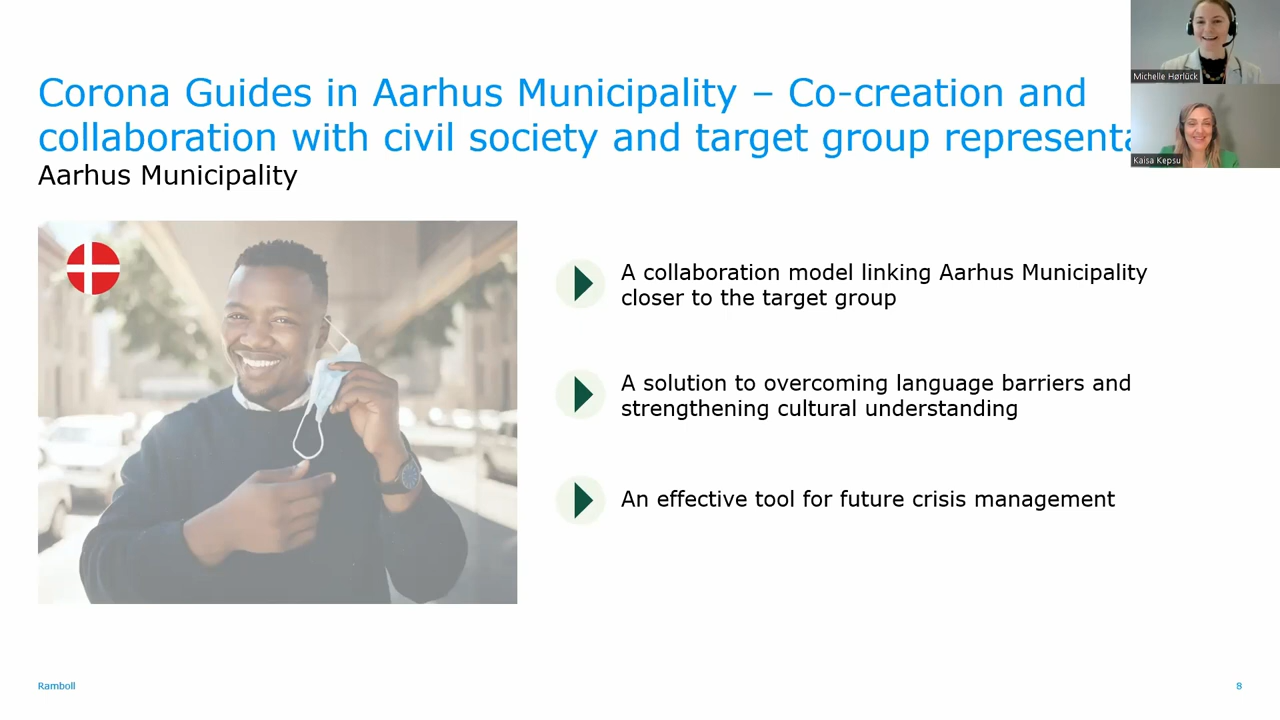 Corona Guides in Aarhus Municipality – Co-creation and
collaboration with civil society and target group
Aarhus Municipality
Michelle Hørlück
Kaisa Kepsu
A collaboration model linking Aarhus Municipality
closer to the target group
A solution to overcoming language barriers and
strengthening cultural understanding
An effective tool for future crisis management
Ramboll
8